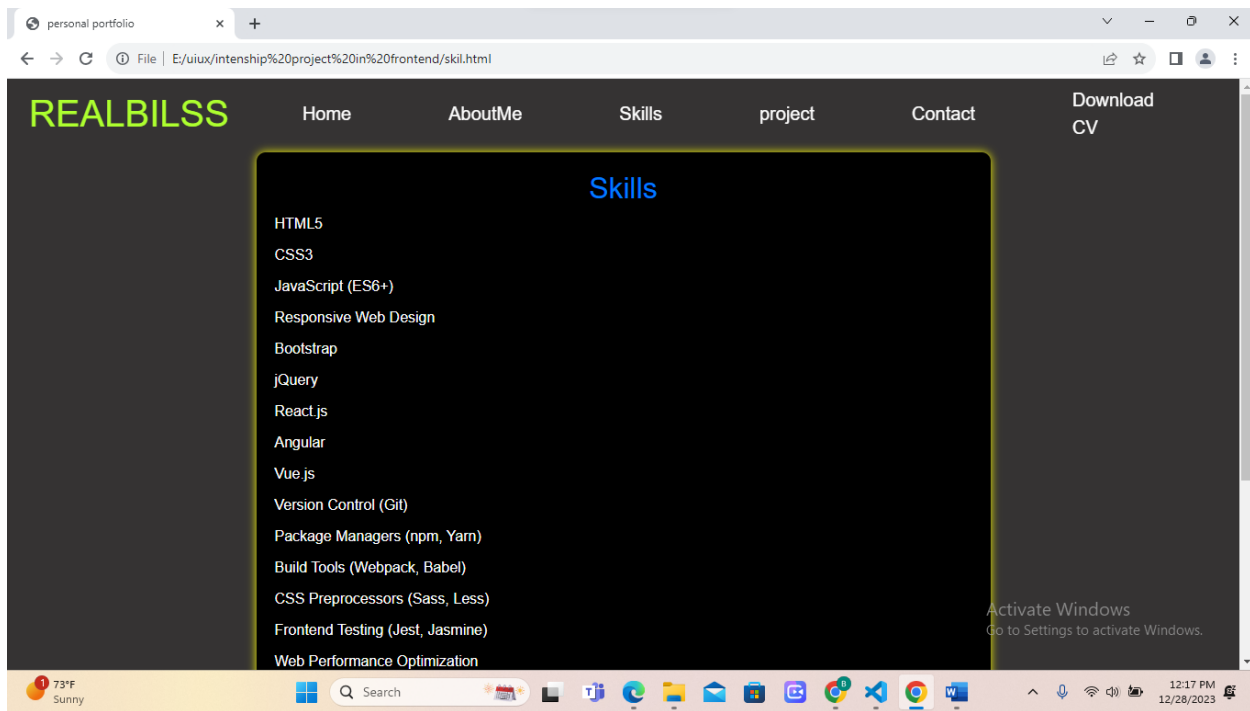 personal portfolio
File E:/uiux/intenship%20project%20in%20frontend/skil.html
REALBILSS Home AboutMe Skills project Contact Download
CV
Skills
HTML5
CSS3
JavaScript (ES6+)
Responsive Web Design
Bootstrap
jQuery
React.js
Angular
Vue.js
Version Control (Git)
Package Managers (npm, Yarn)
Build Tools (Webpack, Babel)
CSS Preprocessors (Sass, Less)
Frontend Testing (Jest, Jasmine)
Web Performance Optimization
Activate Windows
Go to Settings to activate Windows.
1
73°F
Sunny
Search
B
12:17 PM
12/28/2023